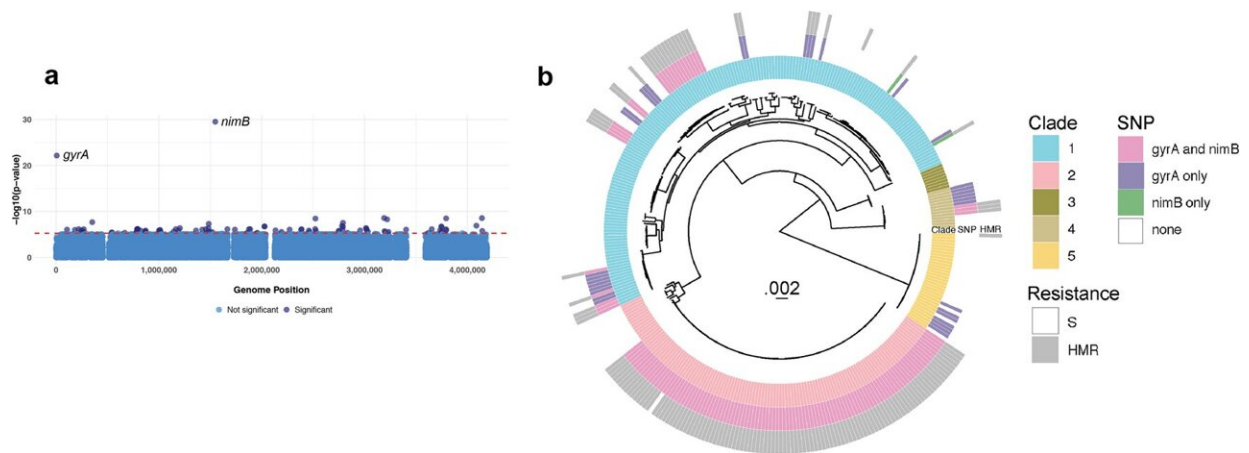 a
nimB
gyrA
30
20
10
0
-log10(p-value)
0
1,000,000
2,000,000
3,000,000
4,000,000
Genome Position
Not significant
Significant
b
.002
Clade SNP HMR
Clade
1
2
3
4
5
SNP
gyrA and nimB
gyrA only
nimB only
none
Resistance
S
HMR